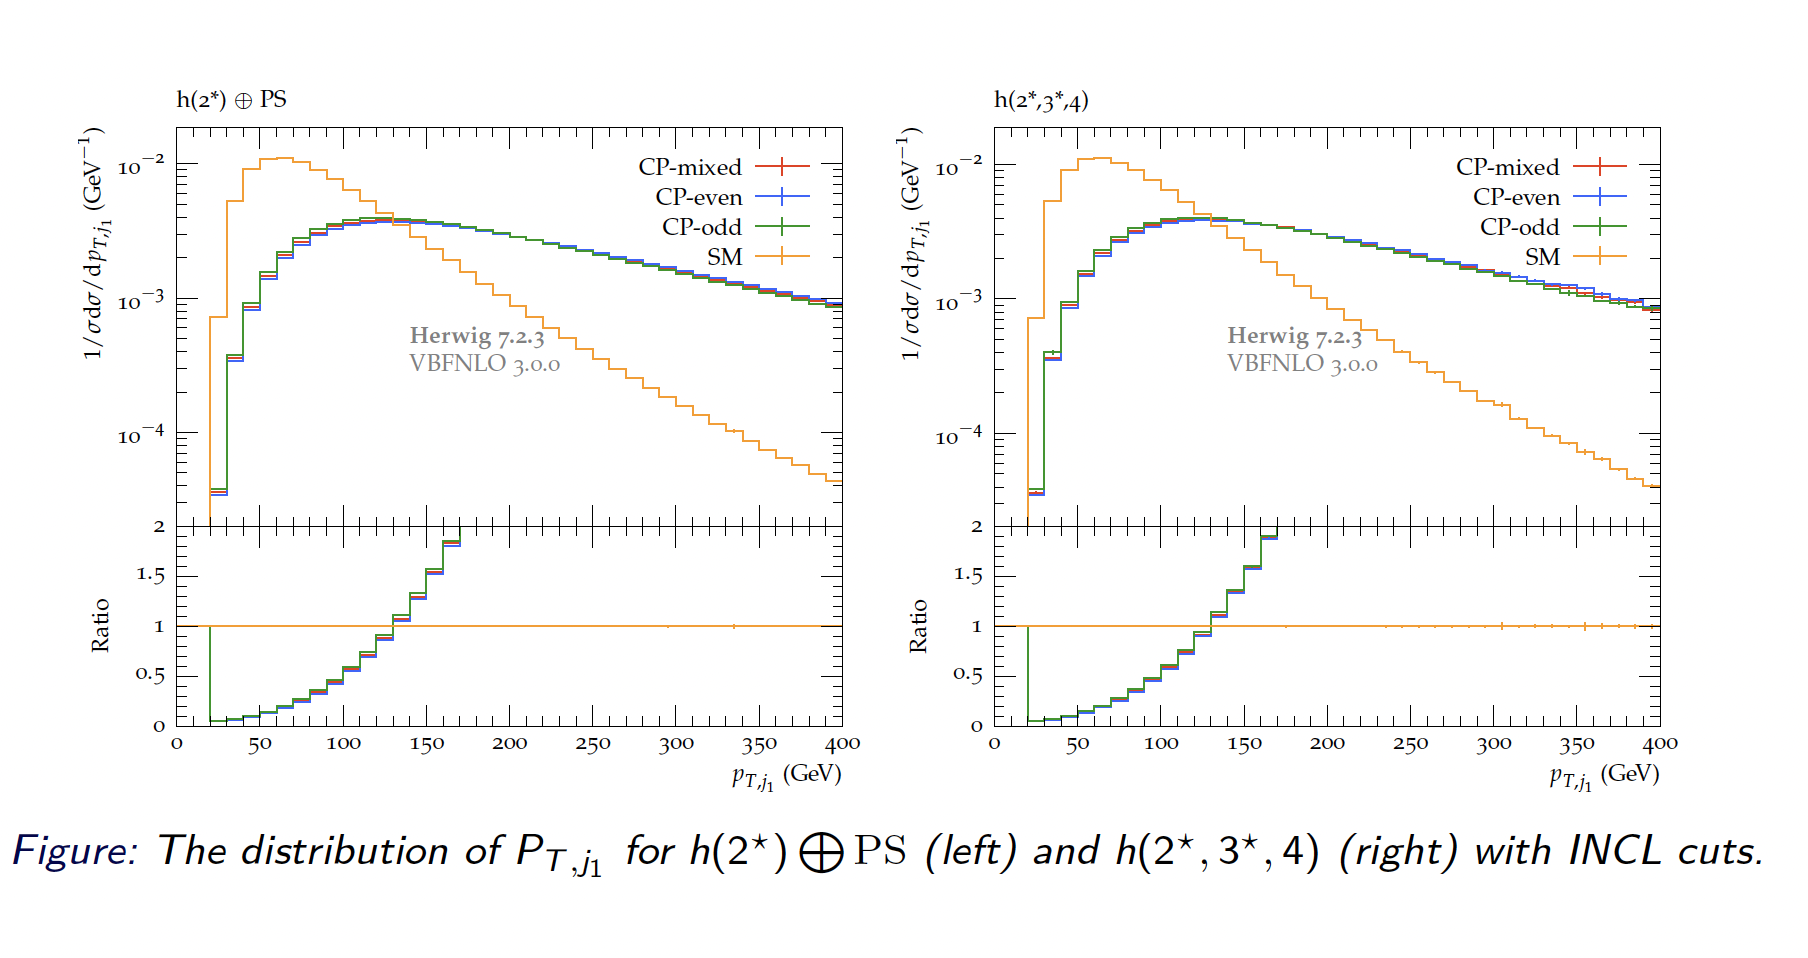 h(2*) ⊕ PS
1/σdσ/dp_{T,j_1} (GeV^{−1})
10^{−2}
10^{−3}
10^{−4}
CP-mixed
CP-even
CP-odd
SM
Herwig 7.2.3
VBFNLO 3.0.0
Ratio
2
1.5
1
0.5
0
0 50 100 150 200 250 300 350 400
p_{T,j_1} (GeV)
h(2*,3*,4)
1/σdσ/dp_{T,j_1} (GeV^{−1})
10^{−2}
10^{−3}
10^{−4}
CP-mixed
CP-even
CP-odd
SM
Herwig 7.2.3
VBFNLO 3.0.0
Ratio
2
1.5
1
0.5
0
0 50 100 150 200 250 300 350 400
p_{T,j_1} (GeV)
Figure: The distribution of P_{T,j_1} for h(2^⋆) ⨁ PS (left) and h(2^⋆, 3^⋆, 4) (right) with INCL cuts.